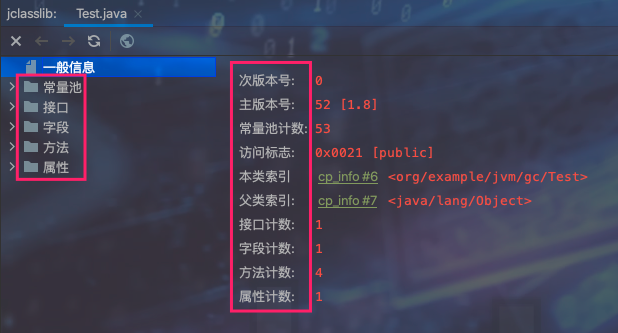 jclasslib: Test.java
一般信息
常量池
接口
字段
方法
属性
次版本号: 0
主版本号: 52 [1.8]
常量池计数: 53
访问标志: 0x0021 [public]
本类索引 cp_info #6 <org/example/jvm/gc/Test>
父类索引: cp_info #7 <java/lang/Object>
接口计数: 1
字段计数: 1
方法计数: 4
属性计数: 1